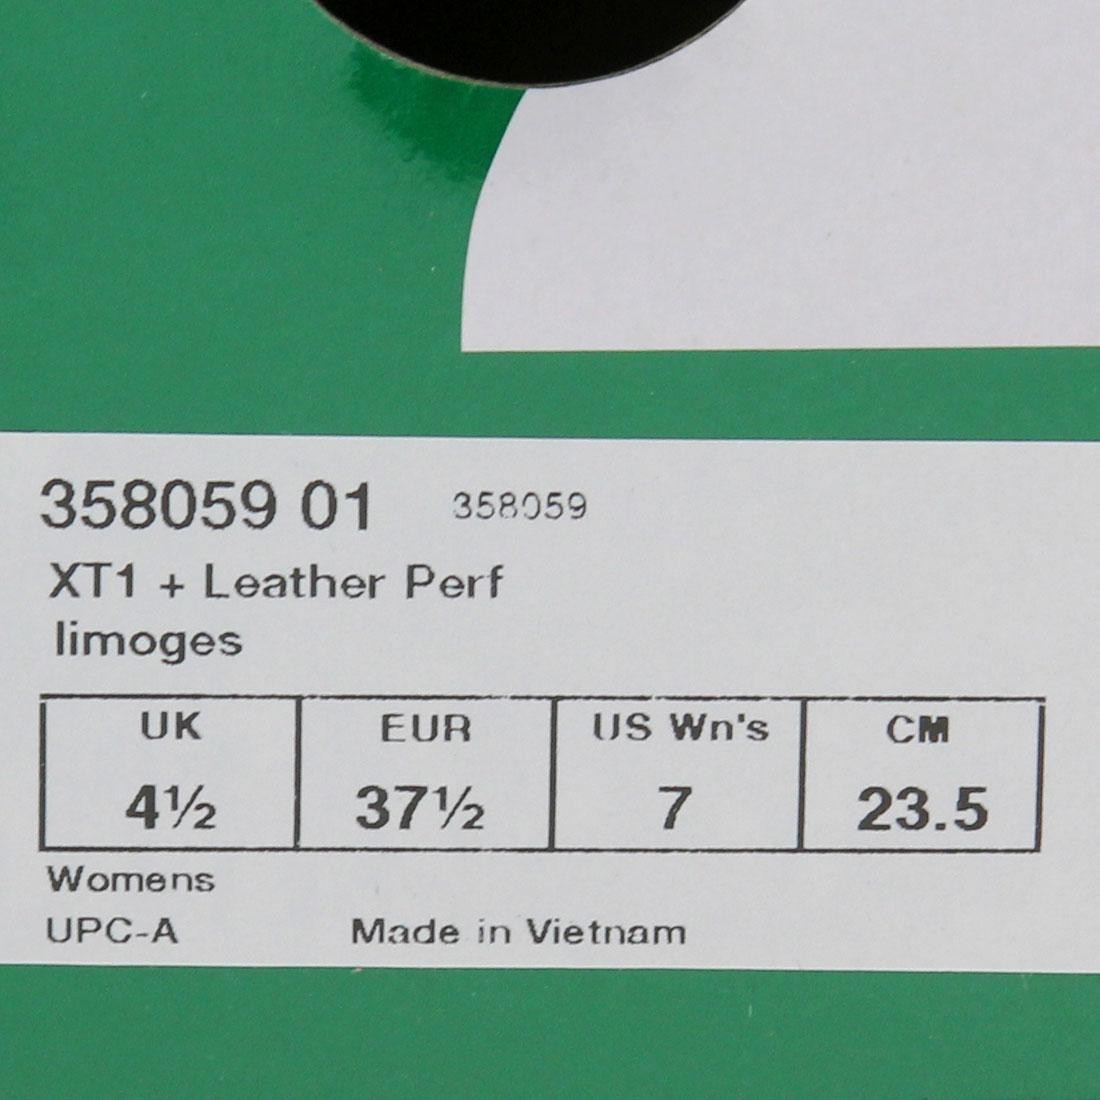 358059 01 358059
XT1 + Leather Perf
limoges
UK EUR US Wn's CM
4½ 37½ 7 23.5
Womens
UPC-A Made in Vietnam